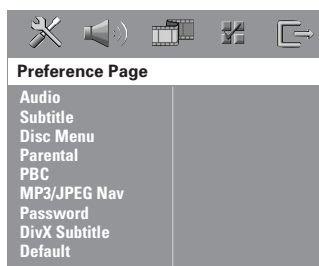 Preference Page
Audio
Subtitle
Disc Menu
Parental
PBC
MP3/JPEG Nav
Password
DivX Subtitle
Default